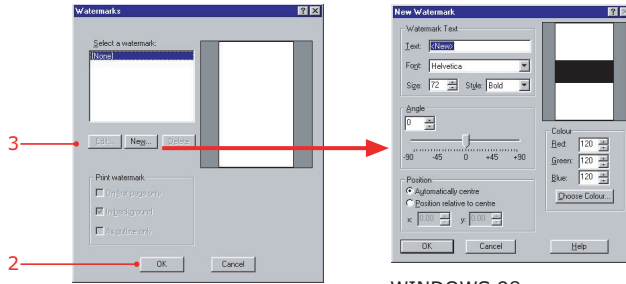 Watermarks
Select a watermark:
[None]
3
Edit... New... Delete
Print watermark
On first page only
In background
As outline only
2
OK Cancel
New Watermark
Watermark Text
Text: <New>
Font: Helvetica
Size: 72 Style: Bold
Angle
0
-90 -45 0 +45 +90
Position
Automatically centre
Position relative to centre
x: 0.00 y: 0.00
Colour
Red: 120
Green: 120
Blue: 120
Choose Colour...
OK Cancel Help